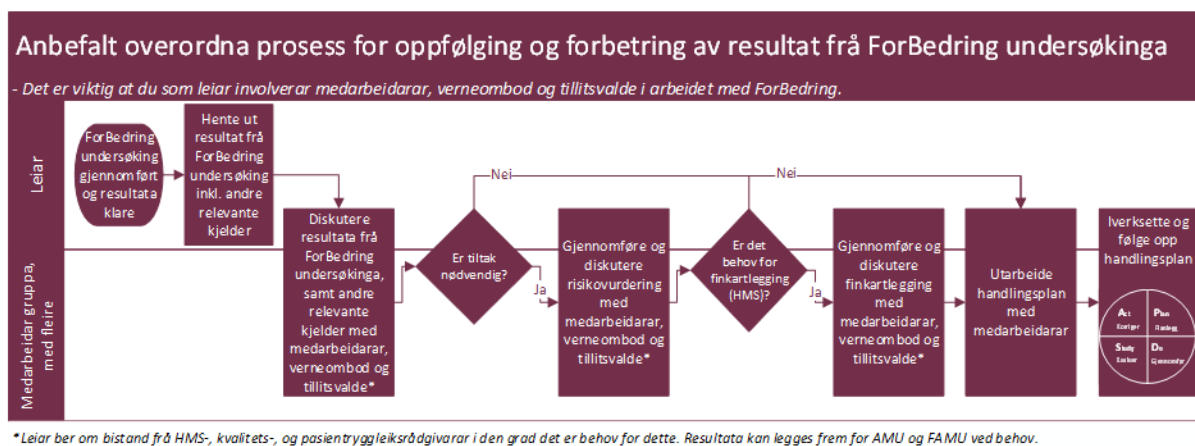 Anbefalt overordna prosess for oppfølging og forbetring av resultat frå ForBedring undersøkinga
- Det er viktig at du som leiar involverar medarbeidarar, verneombod og tillitsvalde i arbeidet med ForBedring.
Leiar
ForBedring
undersøking
gjennomført
og resultata
klare
Hente ut
resultat frå
ForBedring
undersøking
inkl. andre
relevante
kjelder
Nei
Nei
Medarbeidar gruppa,
med fleire
Diskutere
resultata frå
ForBedring
undersøkinga,
samt andre
relevante
kjelder med
medarbeidarar,
verneombod og
tillitsvalde*
Er tiltak
nødvendig?
Ja
Gjennomføre og
diskutere
risikovurdering
med
medarbeidarar,
verneombod og
tillitsvalde*
Er det
behov for
finkartlegging
(HMS)?
Ja
Gjennomføre og
diskutere
finkartlegging
med
medarbeidarar,
verneombod og
tillitsvalde*
Utarbeide
handlingsplan
med
medarbeidarar
Iverksette og
følge opp
handlingsplan
Act
Korriger
Plan
Planlegg
Study
Do
Gjennomfør
*Leiar ber om bistand frå HMS-, kvalitets-, og pasientryggleiksrådgivarar i den grad det er behov for dette. Resultata kan legges frem for AMU og FAMU ved behov.